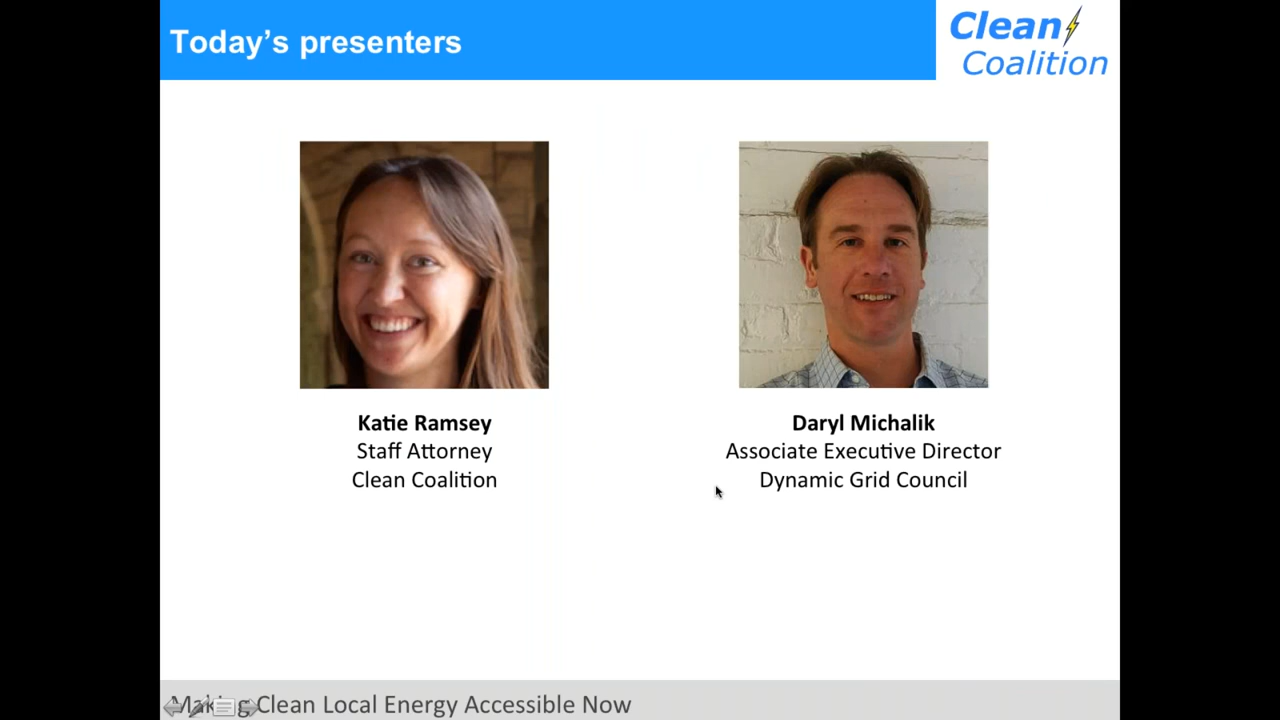 Today's presenters
Clean
Coalition
Katie Ramsey
Staff Attorney
Clean Coalition
Daryl Michalik
Associate Executive Director
Dynamic Grid Council
Making Clean Local Energy Accessible Now